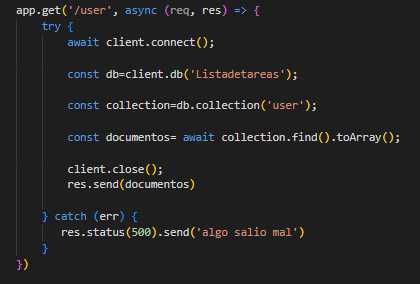 app.get('/user', async (req, res) => {
    try {
        await client.connect();
        const db=client.db('Listadetareas');
        const collection=db.collection('user');
        const documentos= await collection.find().toArray();
        client.close();
        res.send(documentos)
    } catch (err) {
       res.status(500).send('algo salio mal')
    }
})